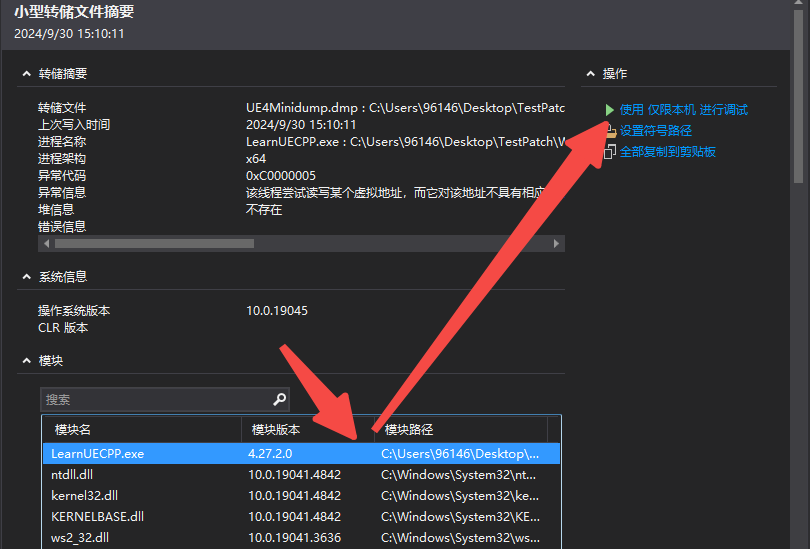 小型转储文件摘要
2024/9/30 15:10:11
转储摘要
转储文件 UE4Minidump.dmp : C:\Users\96146\Desktop\TestPatc
上次写入时间 2024/9/30 15:10:11
进程名称 LearnUECPP.exe : C:\Users\96146\Desktop\TestPatch\W
进程架构 x64
异常代码 0xC0000005
异常信息 该线程尝试读写某个虚拟地址，而它对该地址不具有相应
堆信息 不存在
错误信息
系统信息
操作系统版本 10.0.19045
CLR 版本
模块
搜索
模块名 模块版本 模块路径
LearnUECPP.exe 4.27.2.0 C:\Users\96146\Desktop\...
ntdll.dll 10.0.19041.4842 C:\Windows\System32\nt...
kernel32.dll 10.0.19041.4842 C:\Windows\System32\ke...
KERNELBASE.dll 10.0.19041.4842 C:\Windows\System32\KE...
ws2_32.dll 10.0.19041.3636 C:\Windows\System32\ws...
操作
使用 仅限本机 进行调试
设置符号路径
全部复制到剪贴板